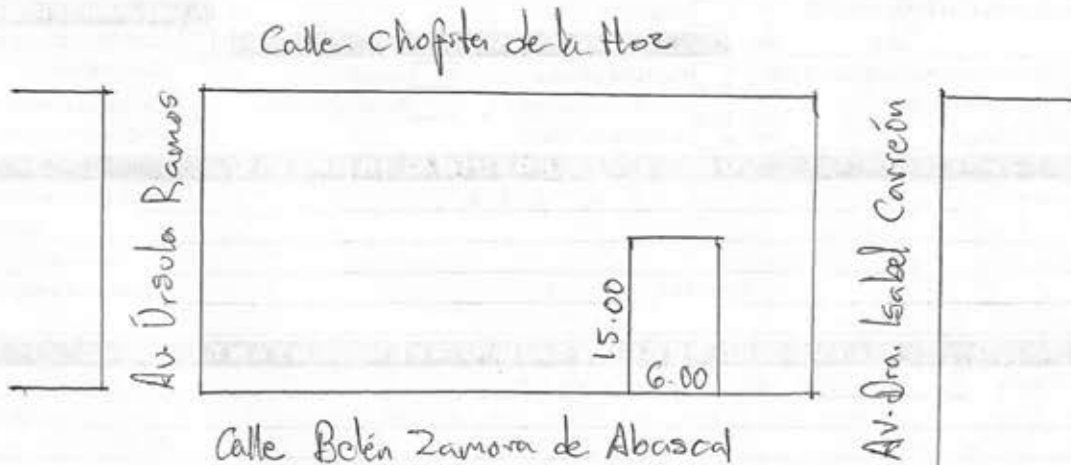 Calle Chofita de la Hoz
Av. Úrsula Ramos
15.00
6.00
Av. Dra. Isabel Carreón
Calle Belén Zamora de Abascal